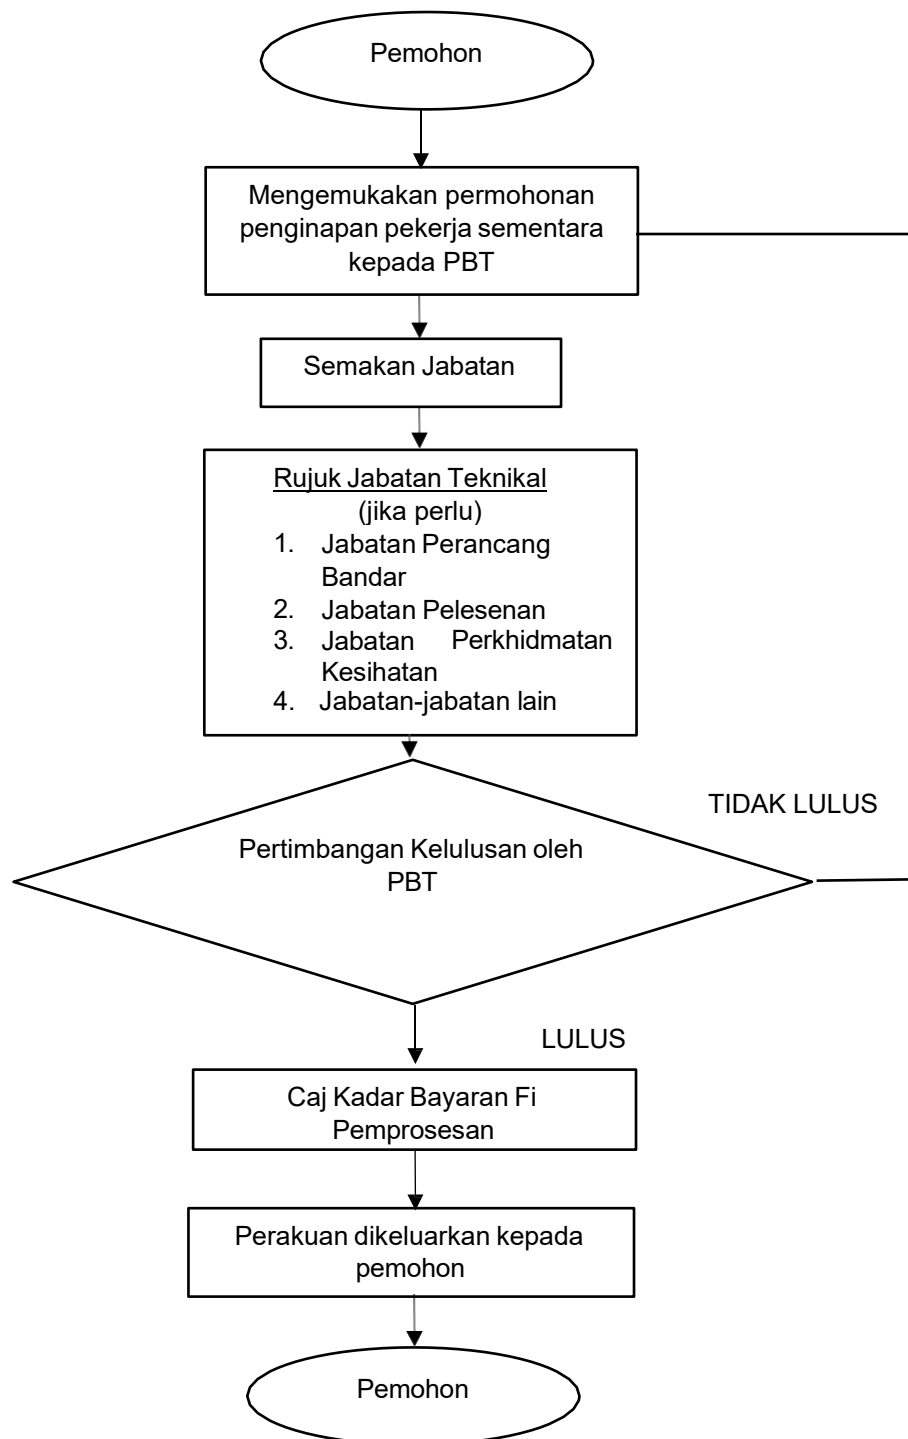 Pemohon
Mengemukakan permohonan
penginapan pekerja sementara
kepada PBT
Semakan Jabatan
Rujuk Jabatan Teknikal
(jika perlu)
1. Jabatan Perancang
Bandar
2. Jabatan Pelesenan
3. Jabatan Perkhidmatan
Kesihatan
4. Jabatan-jabatan lain
TIDAK LULUS
Pertimbangan Kelulusan oleh
PBT
LULUS
Caj Kadar Bayaran Fi
Pemprosesan
Perakuan dikeluarkan kepada
pemohon
Pemohon